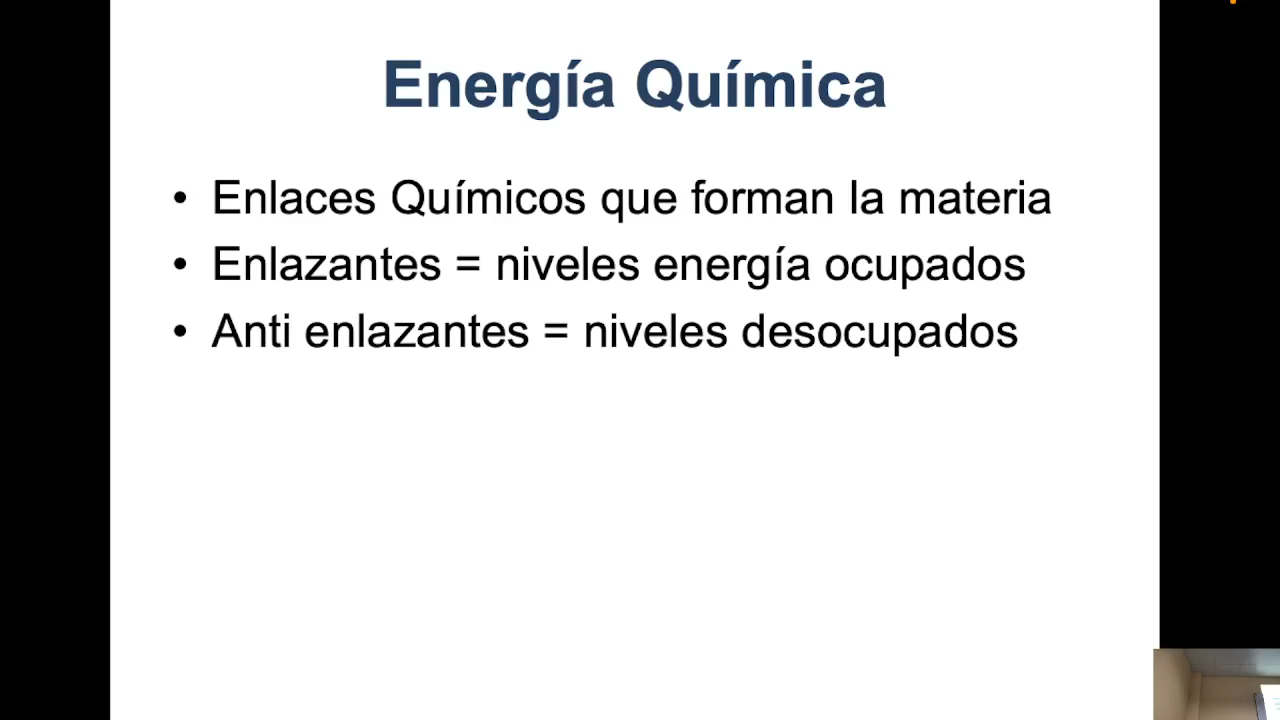 Energía Química
• Enlaces Químicos que forman la materia
• Enlazantes = niveles energía ocupados
• Anti enlazantes = niveles desocupados